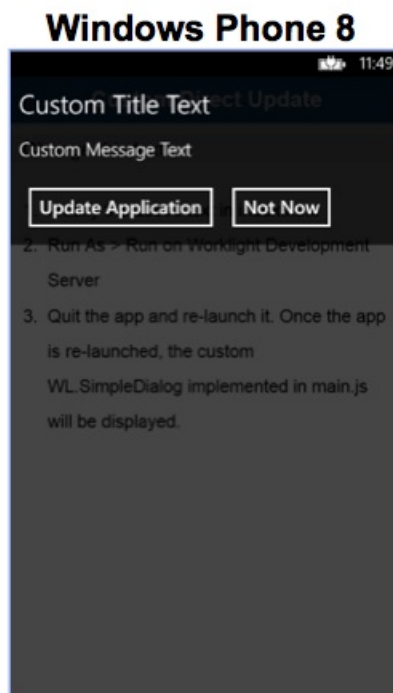 Windows Phone 8
11:49
Custom Title Text
ct Update
Custom Message Text
Update Application
Not Now
2. Run As > Run on Worklight Development
Server
3. Quit the app and re-launch it. Once the app
is re-launched, the custom
WL.SimpleDialog implemented in main.js
will be displayed.